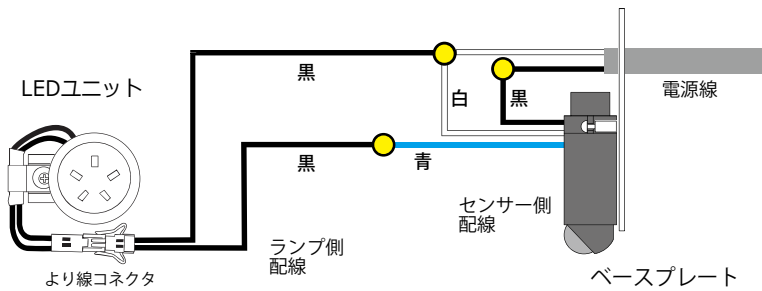 黒
LEDユニット
白
黒
電源線
黒
青
センサー側
配線
ランプ側
配線
より線コネクタ
ベースプレート